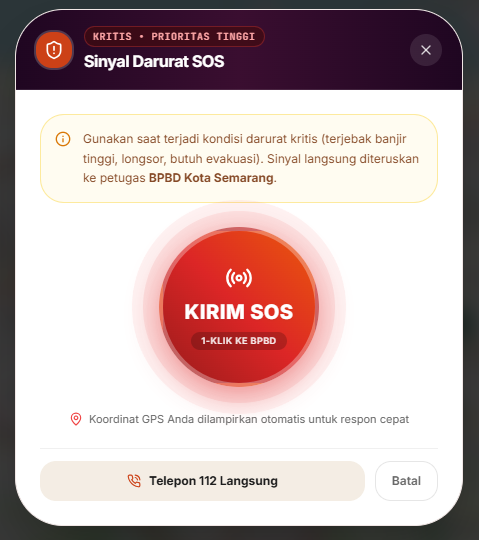 KRITIS • PRIORITAS TINGGI
Sinyal Darurat SOS
Gunakan saat terjadi kondisi darurat kritis (terjebak banjir
tinggi, longsor, butuh evakuasi). Sinyal langsung diteruskan
ke petugas BPBD Kota Semarang.
KIRIM SOS
1-KLIK KE BPBD
Koordinat GPS Anda dilampirkan otomatis untuk respon cepat
Telepon 112 Langsung
Batal